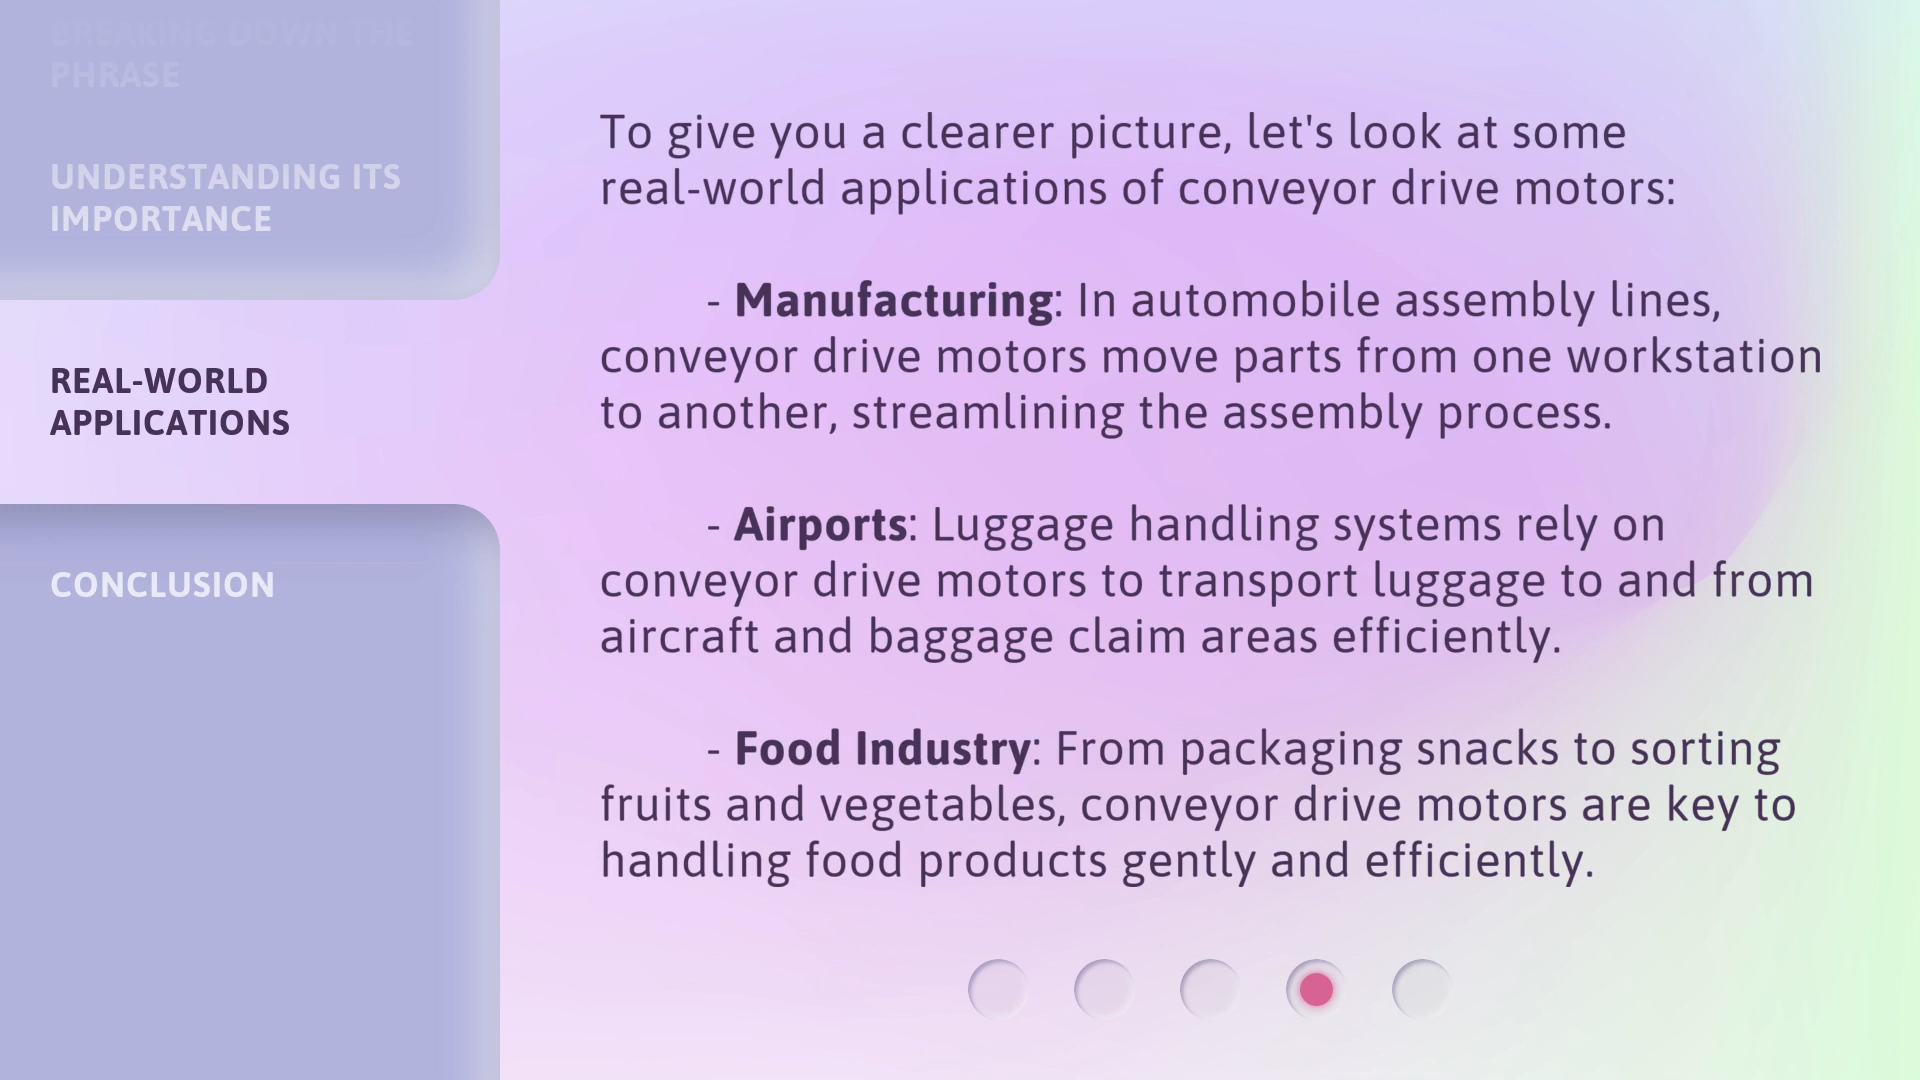 BREAKING DOWN THE
PHRASE
UNDERSTANDING ITS
IMPORTANCE
REAL-WORLD
APPLICATIONS
CONCLUSION
To give you a clearer picture, let's look at some
real-world applications of conveyor drive motors:
- Manufacturing: In automobile assembly lines,
conveyor drive motors move parts from one workstation
to another, streamlining the assembly process.
- Airports: Luggage handling systems rely on
conveyor drive motors to transport luggage to and from
aircraft and baggage claim areas efficiently.
- Food Industry: From packaging snacks to sorting
fruits and vegetables, conveyor drive motors are key to
handling food products gently and efficiently.